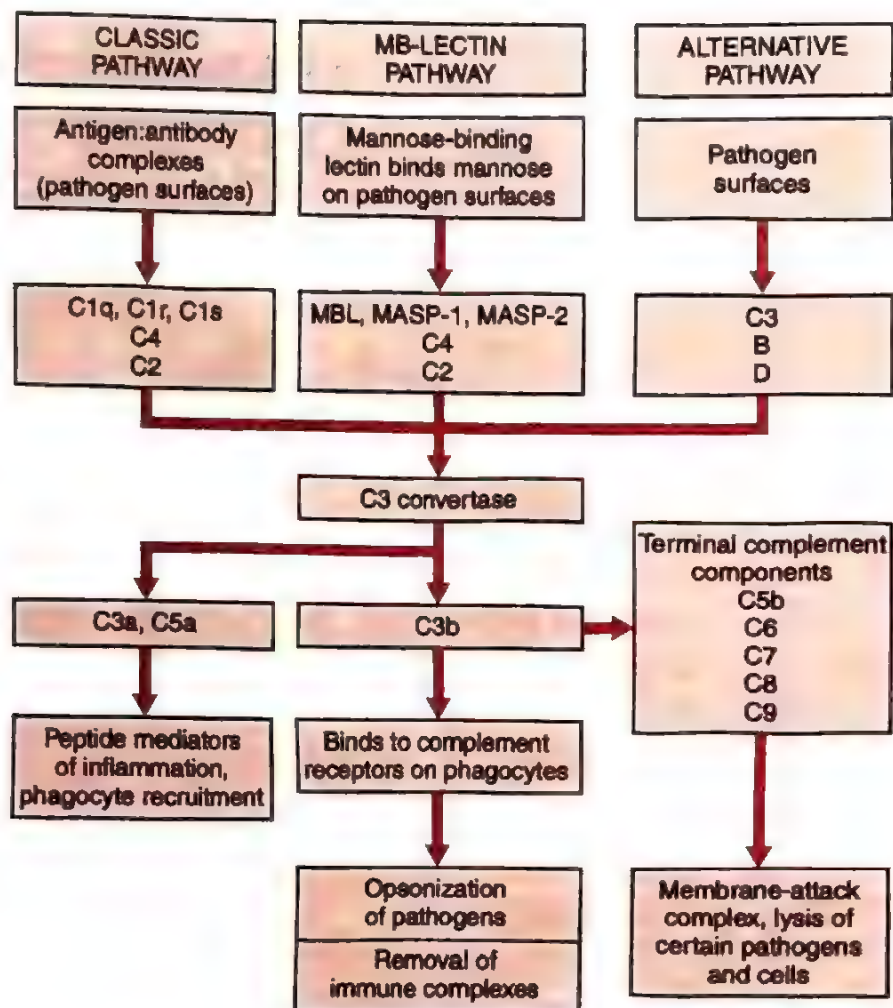 CLASSIC
PATHWAY
MB-LECTIN
PATHWAY
ALTERNATIVE
PATHWAY
Antigen:antibody
complexes
(pathogen surfaces)
Mannose-binding
lectin binds mannose
on pathogen surfaces
Pathogen
surfaces
C1q, C1r, C1s
C4
C2
MBL, MASP-1, MASP-2
C4
C2
C3
B
D
C3 convertase
C3a, C5a
C3b
Terminal complement
components
C5b
C6
C7
C8
C9
Peptide mediators
of inflammation,
phagocyte recruitment
Binds to complement
receptors on phagocytes
Opsonization
of pathogens
Removal of
immune complexes
Membrane-attack
complex, lysis of
certain pathogens
and cells